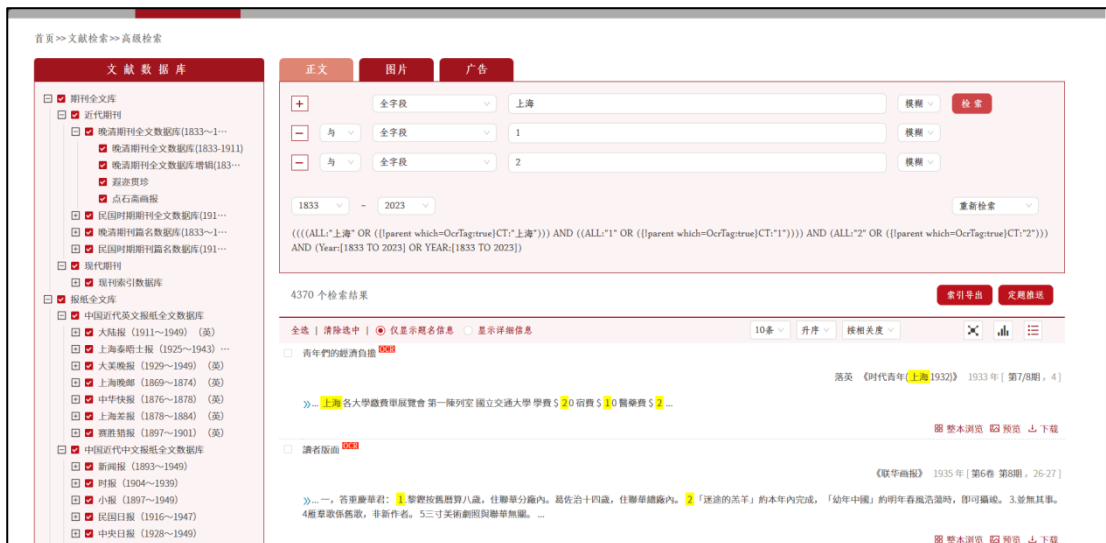 首页>>文献检索>>高级检索
文献数据库
期刊全文库
近代期刊
晚清期刊全文数据库(1833～1…
晚清期刊全文数据库(1833-1911)
晚清期刊全文数据库增辑(183…
遐迩贯珍
点石斋画报
民国时期期刊全文数据库(191…
晚清期刊篇名数据库(1833～1…
民国时期期刊篇名数据库(191…
现代期刊
现刊索引数据库
报纸全文库
中国近代英文报纸全文数据库
大陆报（1911～1949）（英）
上海泰晤士报（1925～1943）…
大美晚报（1929～1949）（英）
上海晚邮（1869～1874）（英）
中华快报（1876～1878）（英）
上海差报（1878～1884）（英）
赛胜猎报（1897～1901）（英）
中国近代中文报纸全文数据库
新闻报（1893～1949）
时报（1904～1939）
小报（1897～1949）
民国日报（1916～1947）
中央日报（1928～1949）
正文 图片 广告
全字段 上海 模糊 检索
与 全字段 1 模糊
与 全字段 2 模糊
1833 - 2023 重新检索
((((ALL:"上海" OR ({!parent which=OcrTag:true}CT:"上海"))) AND ((ALL:"1" OR ({!parent which=OcrTag:true}CT:"1")))) AND (ALL:"2" OR ({!parent which=OcrTag:true}CT:"2")))
AND (Year:[1833 TO 2023] OR YEAR:[1833 TO 2023])
4370 个检索结果 索引导出 定题推送
全选 | 清除选中 | 仅显示题名信息 显示详细信息 10条 升序 按相关度
青年們的經濟負擔 OCR
落英 《时代青年(上海1932)》 1933 年 [ 第7/8期，4 ]
»... 上海 各大學繳費單展覽會 第一陳列室 國立交通大學 學費＄20 宿費＄10 醫藥費＄2 ...
整本浏览 预览 下载
讀者版面 OCR
《联华画报》 1935 年 [ 第6卷 第8期，26-27 ]
»... 一，答重慶華君： 1.黎鏗按舊曆算八歲，住聯華分廠內。葛佐治十四歲，住聯華總廠內。 2「迷途的羔羊」約本年內完成，「幼年中國」約明年春風浩蕩時，卽可攝竣。 3.並無其事。
4雁羣歌係舊歌，非新作者。 5三寸美術劇照與聯華無關。 ...
整本浏览 预览 下载